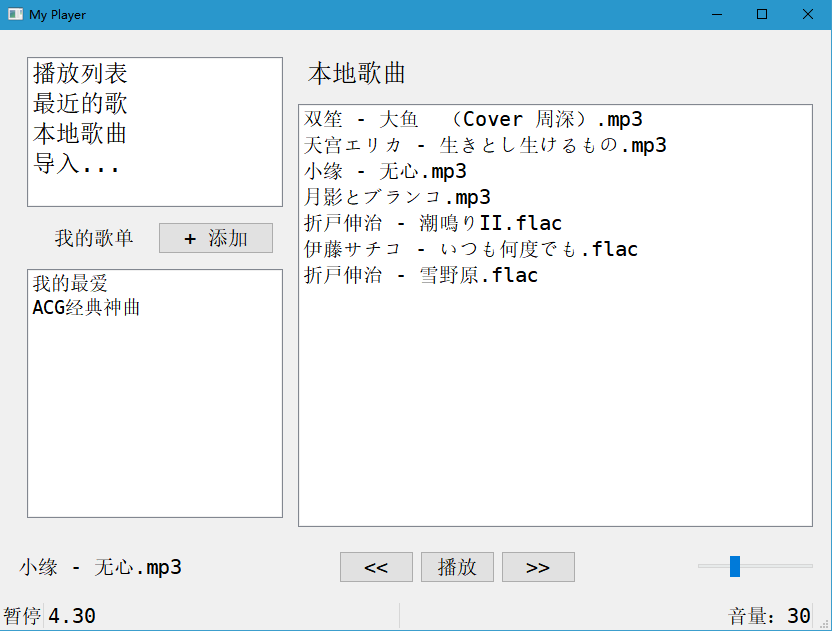 My Player
播放列表
最近的歌
本地歌曲
导入...
我的歌单
+ 添加
我的最爱
ACG经典神曲
本地歌曲
双笙 - 大鱼 （Cover 周深）.mp3
天宮エリカ - 生きとし生けるもの.mp3
小缘 - 无心.mp3
月影とブランコ.mp3
折戸伸治 - 潮鳴りII.flac
伊藤サチコ - いつも何度でも.flac
折戸伸治 - 雪野原.flac
小缘 - 无心.mp3
<<
播放
>>
暂停 4.30
音量: 30